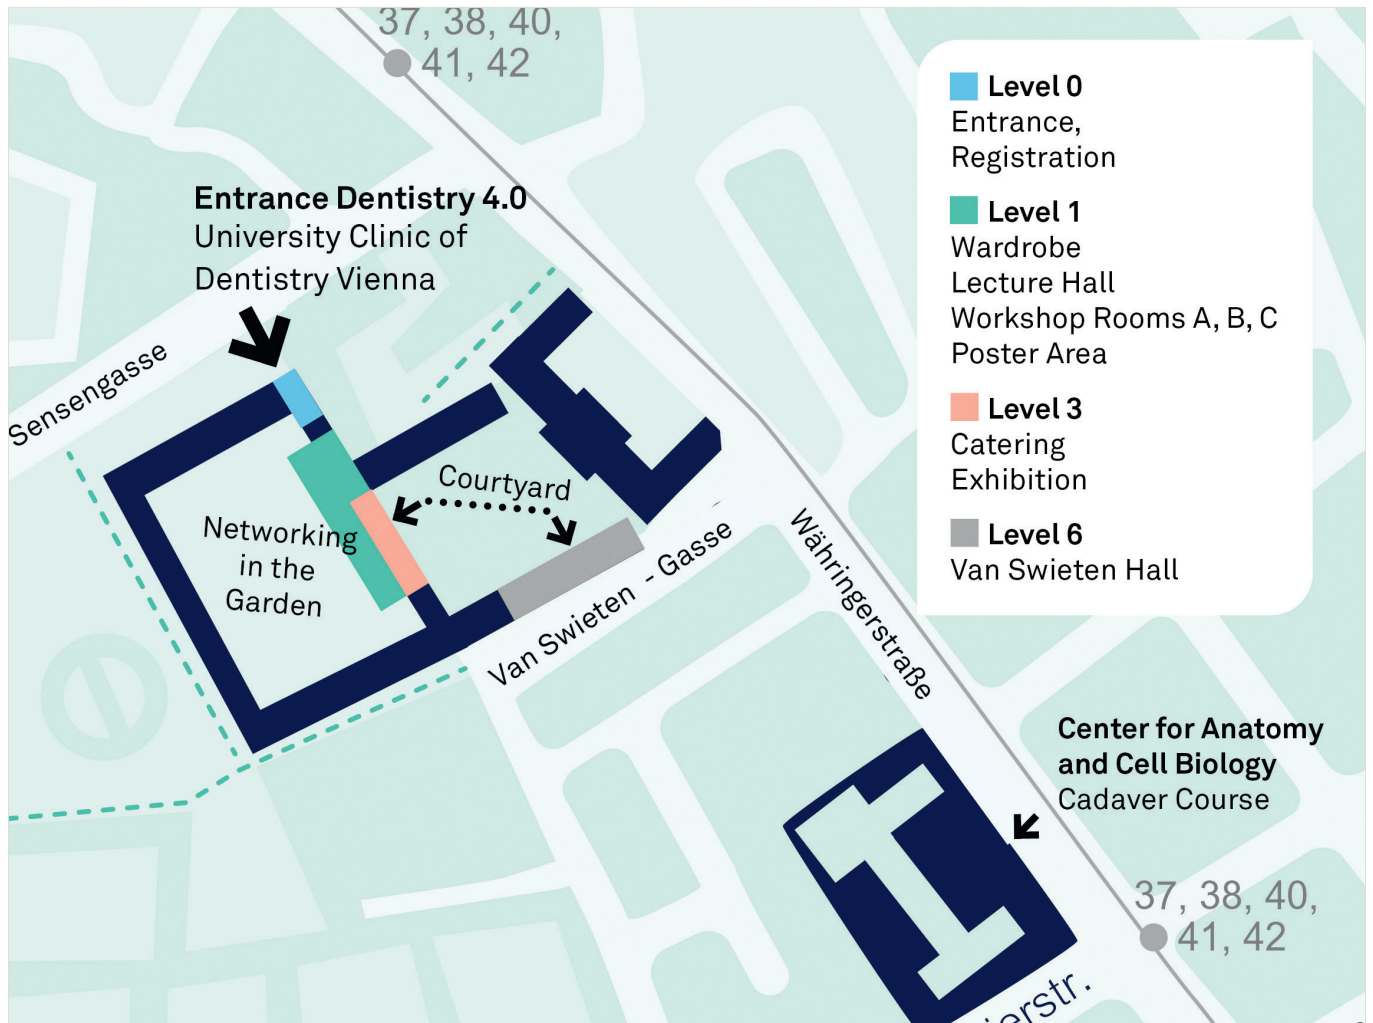 37, 38, 40,
41, 42
Entrance Dentistry 4.0
University Clinic of
Dentistry Vienna
Sensengasse
Courtyard
Networking
in the
Garden
Van Swieten - Gasse
Währingerstraße
Level 0
Entrance,
Registration
Level 1
Wardrobe
Lecture Hall
Workshop Rooms A, B, C
Poster Area
Level 3
Catering
Exhibition
Level 6
Van Swieten Hall
Center for Anatomy
and Cell Biology
Cadaver Course
37, 38, 40,
41, 42